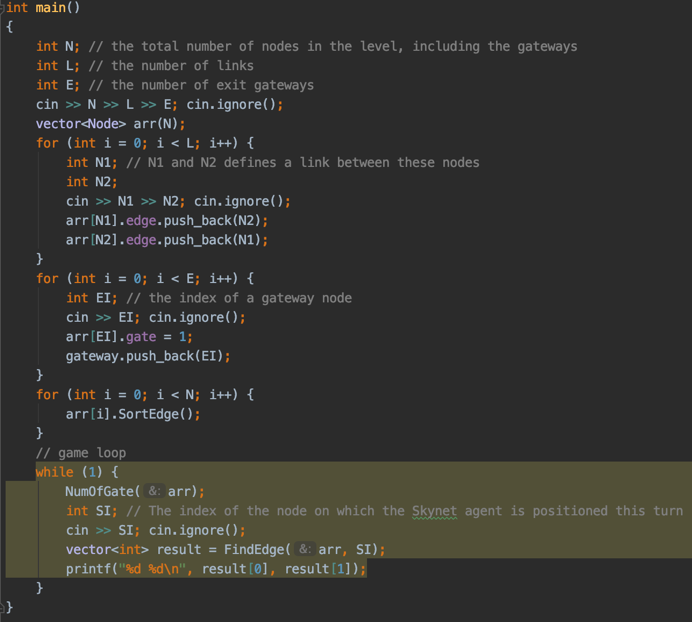 int main()
{
    int N; // the total number of nodes in the level, including the gateways
    int L; // the number of links
    int E; // the number of exit gateways
    cin >> N >> L >> E; cin.ignore();
    vector<Node> arr(N);
    for (int i = 0; i < L; i++) {
        int N1; // N1 and N2 defines a link between these nodes
        int N2;
        cin >> N1 >> N2; cin.ignore();
        arr[N1].edge.push_back(N2);
        arr[N2].edge.push_back(N1);
    }
    for (int i = 0; i < E; i++) {
        int EI; // the index of a gateway node
        cin >> EI; cin.ignore();
        arr[EI].gate = 1;
        gateway.push_back(EI);
    }
    for (int i = 0; i < N; i++) {
        arr[i].SortEdge();
    }
    // game loop
    while (1) {
        NumOfGate( &: arr);
        int SI; // The index of the node on which the Skynet agent is positioned this turn
        cin >> SI; cin.ignore();
        vector<int> result = FindEdge( &: arr, SI);
        printf("%d %d\n", result[0], result[1]);
    }
}